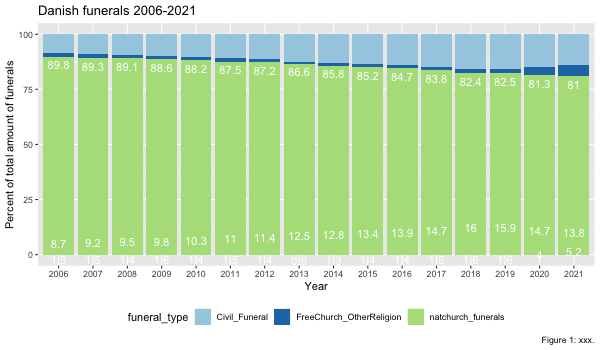 Danish funerals 2006-2021
Percent of total amount of funerals
100
75
50
25
0
89.8 89.3 89.1 88.6 88.2 87.5 87.2 86.6 85.8 85.2 84.7 83.8 82.4 82.5 81.3 81
8.7 9.2 9.5 9.8 10.3 11 11.4 12.5 12.8 13.4 13.9 14.7 16 15.9 14.7 13.8
4 5.2
2006 2007 2008 2009 2010 2011 2012 2013 2014 2015 2016 2017 2018 2019 2020 2021
Year
funeral_type Civil_Funeral FreeChurch_OtherReligion natchurch_funerals
Figure 1: xxx.